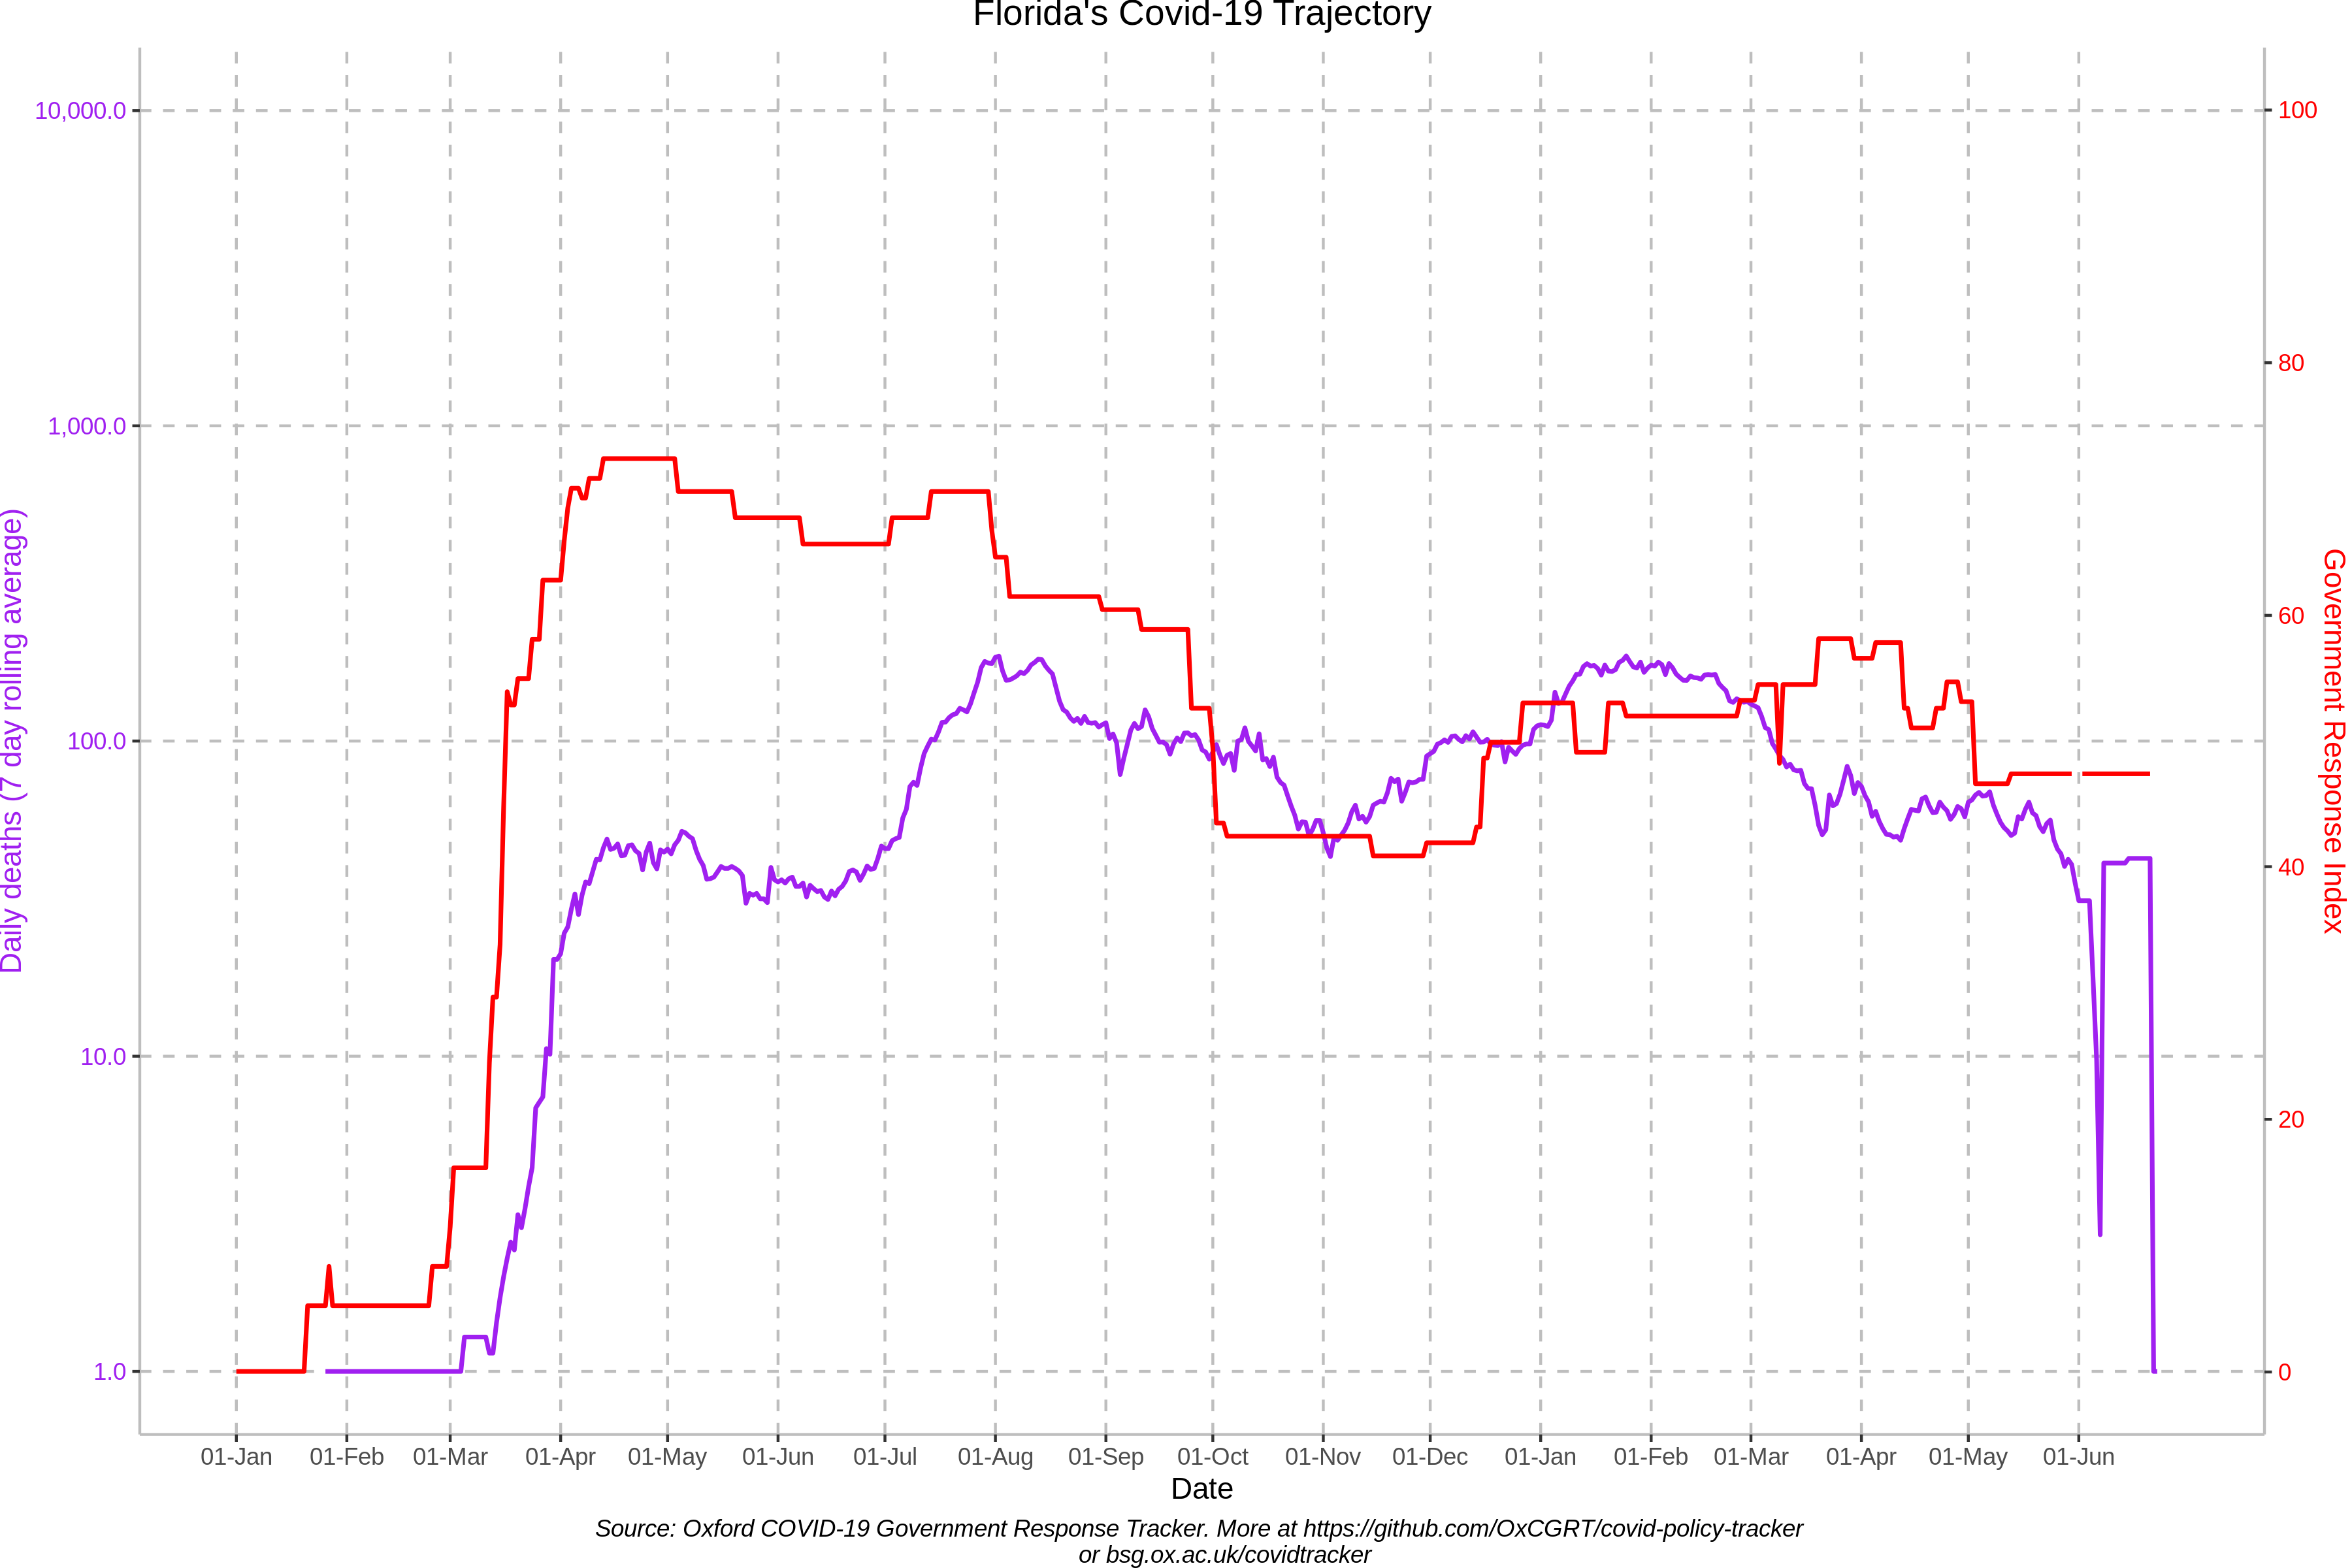 Florida's Covid-19 Trajectory
10,000.0
1,000.0
100.0
10.0
1.0
Daily deaths (7 day rolling average)
100
80
60
40
20
0
Government Response Index
01-Jan 01-Feb 01-Mar 01-Apr 01-May 01-Jun 01-Jul 01-Aug 01-Sep 01-Oct 01-Nov 01-Dec 01-Jan 01-Feb 01-Mar 01-Apr 01-May 01-Jun
Date
Source: Oxford COVID-19 Government Response Tracker. More at https://github.com/OxCGRT/covid-policy-tracker
or bsg.ox.ac.uk/covidtracker